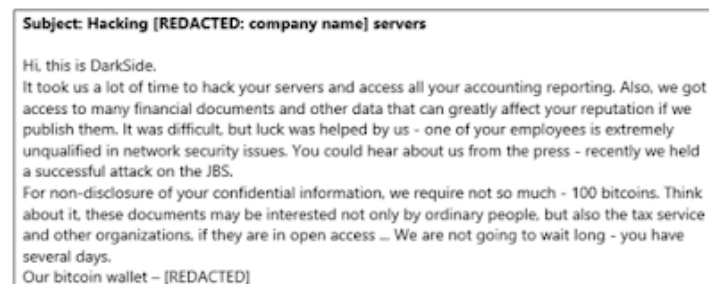 Subject: Hacking [REDACTED: company name] servers
Hi, this is DarkSide.
It took us a lot of time to hack your servers and access all your accounting reporting. Also, we got
access to many financial documents and other data that can greatly affect your reputation if we
publish them. It was difficult, but luck was helped by us - one of your employees is extremely
unqualified in network security issues. You could hear about us from the press - recently we held
a successful attack on the JBS.
For non-disclosure of your confidential information, we require not so much - 100 bitcoins. Think
about it, these documents may be interested not only by ordinary people, but also the tax service
and other organizations, if they are in open access ... We are not going to wait long - you have
several days.
Our bitcoin wallet – [REDACTED]